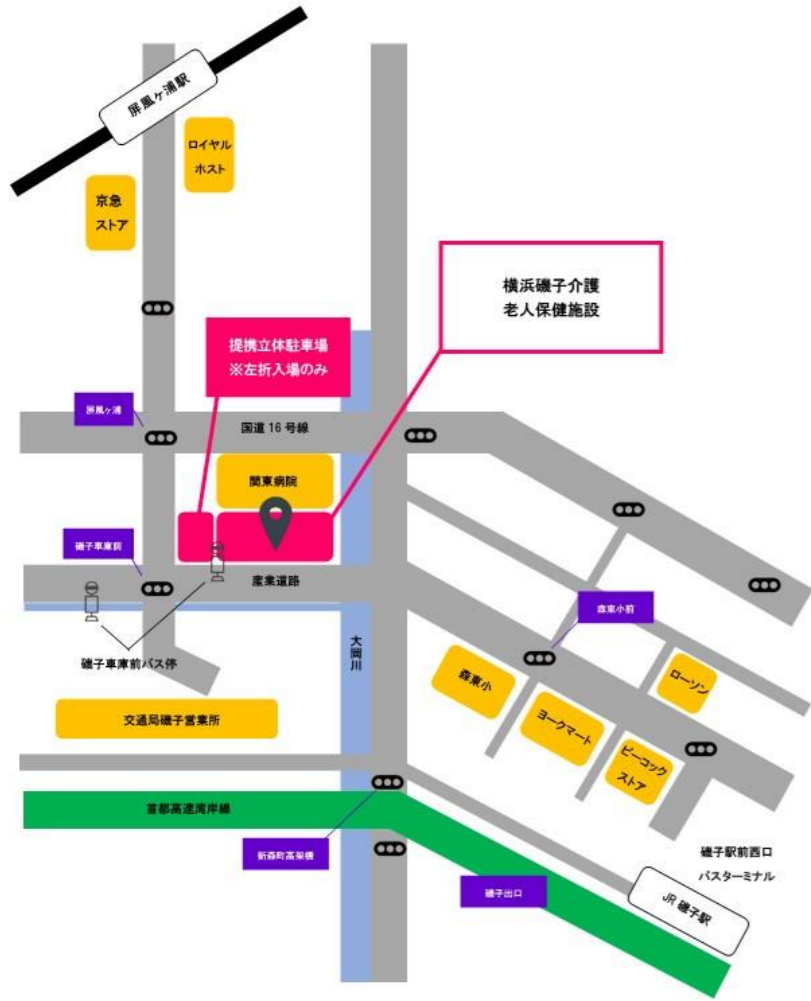 屏風ヶ浦駅
ロイヤル
ホスト
京急
ストア
横浜磯子介護
老人保健施設
提携立体駐車場
※左折入場のみ
屏風ヶ浦
国道16号線
関東病院
磯子車庫前
産業道路
森東小前
大岡川
磯子車庫前バス停
森東小
ローソン
ヨークマート
ピーコック
ストア
交通局磯子営業所
首都高速湾岸線
新森町高架橋
磯子出口
磯子駅前西口
バスターミナル
JR 磯子駅